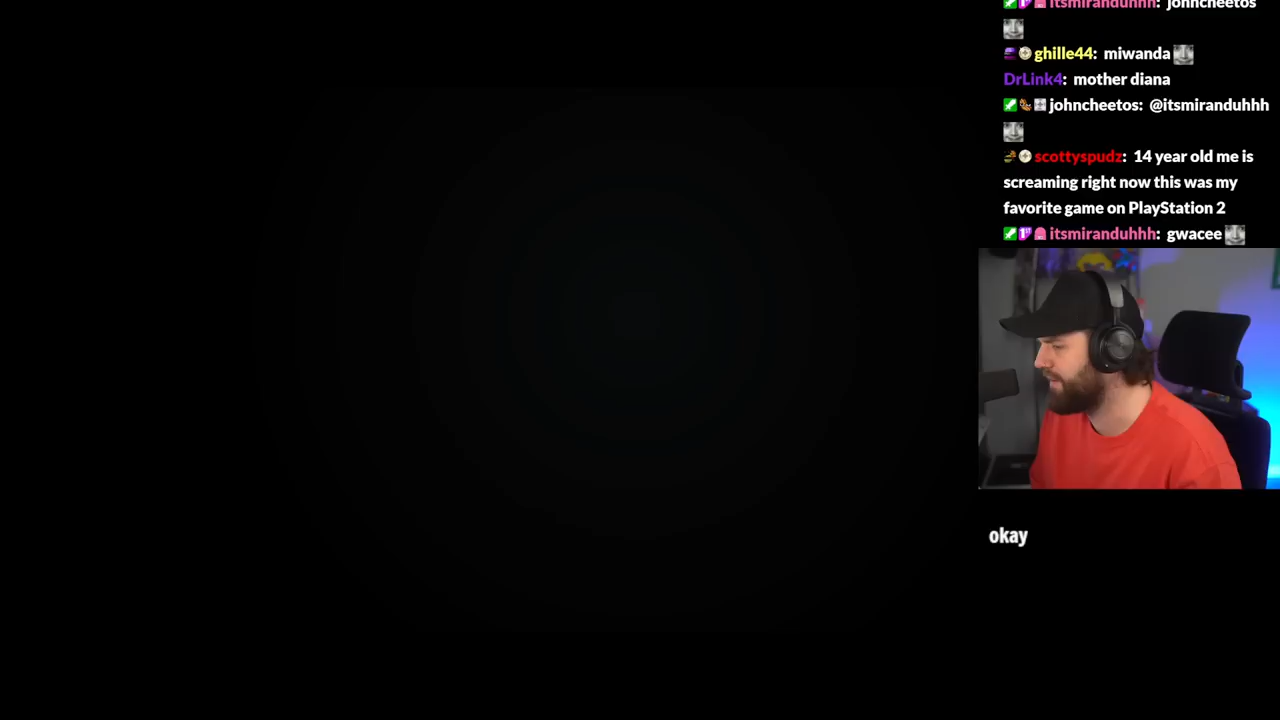 itsmiranduhhh: johncheetos
ghille44: miwanda
DrLink4: mother diana
johncheetos: @itsmiranduhhh
scottyspudz: 14 year old me is
screaming right now this was my
favorite game on PlayStation 2
itsmiranduhhh: gwacee
okay